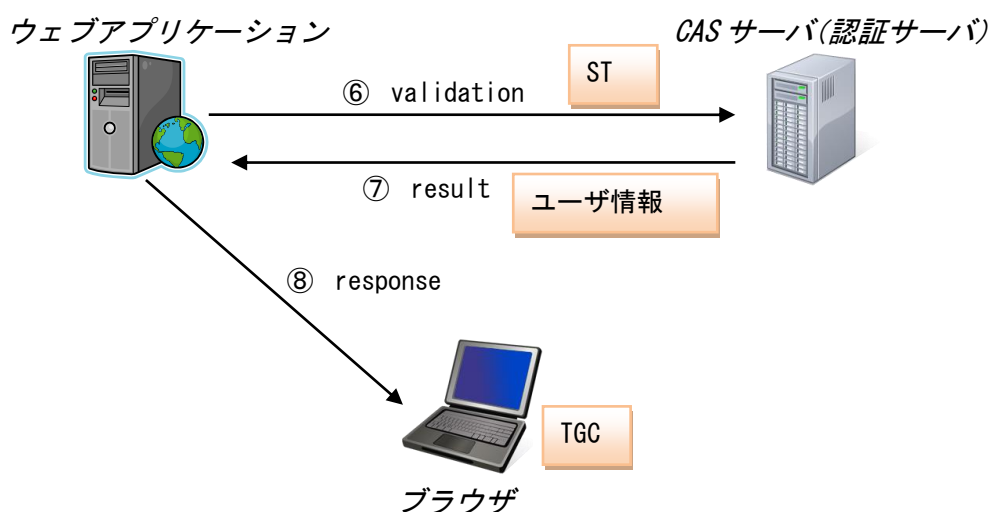 ウェブアプリケーション
CAS サーバ(認証サーバ)
ST
⑥ validation
⑦ result
ユーザ情報
⑧ response
TGC
ブラウザ